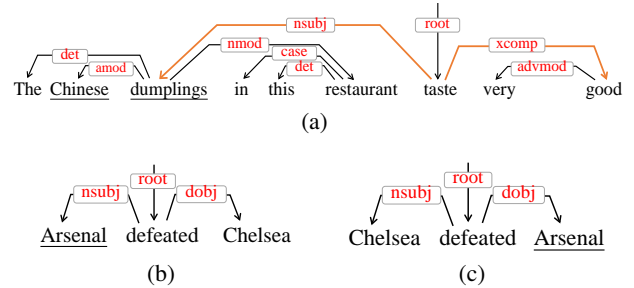 nsubj root
det nmod xcomp
amod case
det advmod
The Chinese dumplings in this restaurant taste very good
(a)
root root
nsubj dobj nsubj dobj
Arsenal defeated Chelsea Chelsea defeated Arsenal
(b) (c)